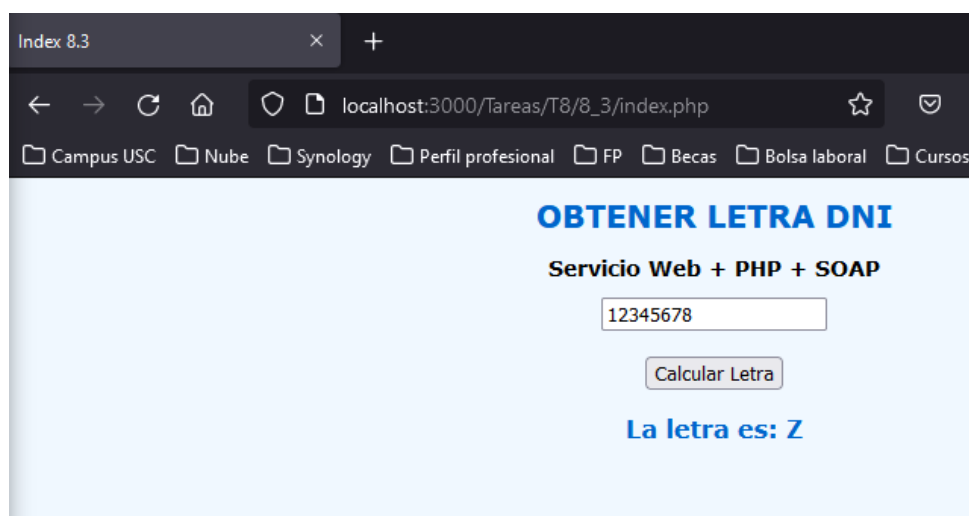 Index 8.3
localhost:3000/Tareas/T8/8_3/index.php
Campus USC Nube Synology Perfil profesional FP Becas Bolsa laboral Cursos
OBTENER LETRA DNI
Servicio Web + PHP + SOAP
12345678
Calcular Letra
La letra es: Z